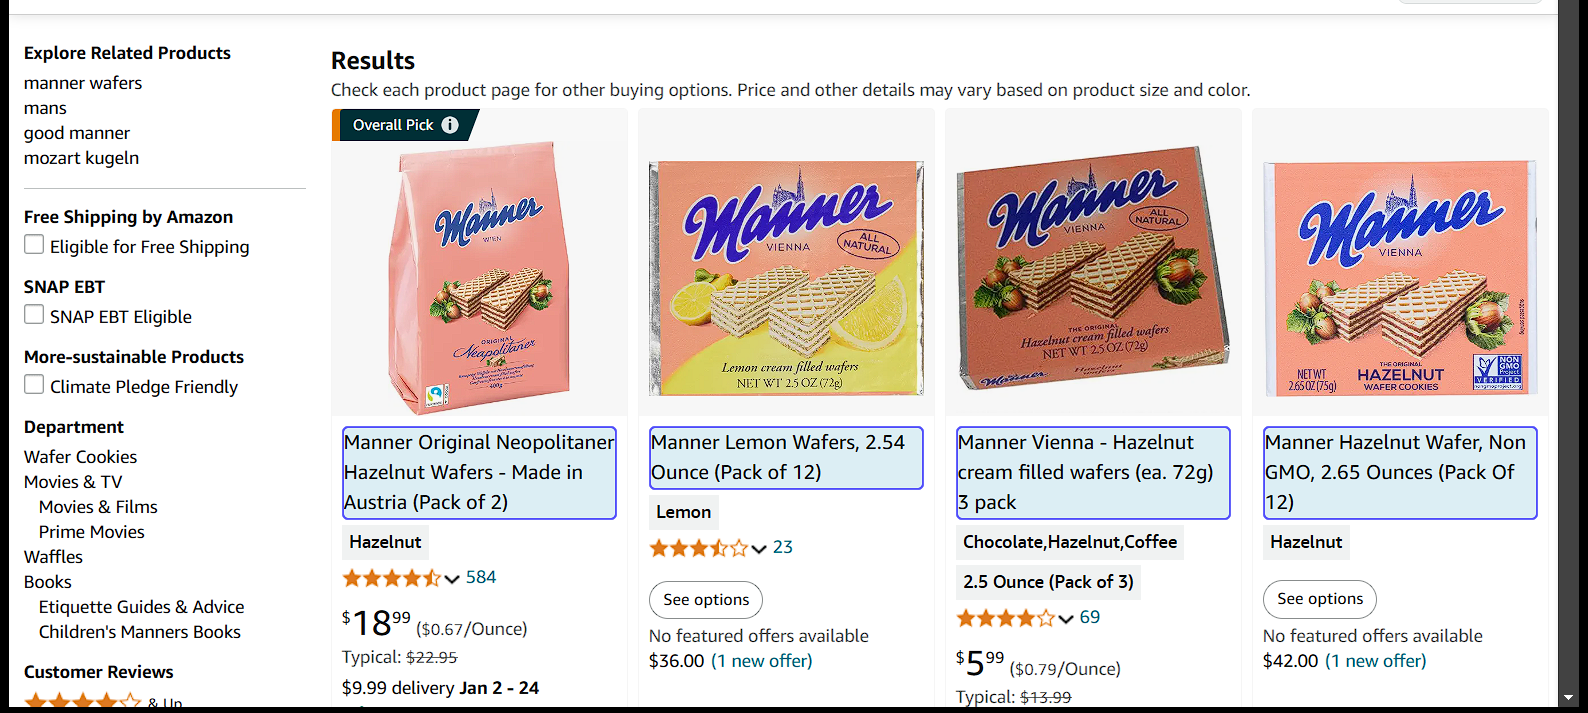 Explore Related Products
manner wafers
mans
good manner
mozart kugeln
Free Shipping by Amazon
Eligible for Free Shipping
SNAP EBT
SNAP EBT Eligible
More-sustainable Products
Climate Pledge Friendly
Department
Wafer Cookies
Movies & TV
Movies & Films
Prime Movies
Waffles
Books
Etiquette Guides & Advice
Children's Manners Books
Customer Reviews
& Up
Results
Check each product page for other buying options. Price and other details may vary based on product size and color.
Overall Pick
Manner
WIEN
ORIGINAL
Neapolitaner
400g
Manner Original Neopolitaner
Hazelnut Wafers - Made in
Austria (Pack of 2)
Hazelnut
584
$18.99 ($0.67/Ounce)
Typical: $22.95
$9.99 delivery Jan 2 - 24
Manner
VIENNA
ALL
NATURAL
Lemon cream filled wafers
NET WT 2.5 OZ (72g)
Manner Lemon Wafers, 2.54
Ounce (Pack of 12)
Lemon
23
See options
No featured offers available
$36.00 (1 new offer)
Manner
VIENNA
ALL
NATURAL
THE ORIGINAL
Hazelnut cream filled wafers
NET WT 2.5 OZ (72g)
Manner
Manner Vienna - Hazelnut
cream filled wafers (ea. 72g)
3 pack
Chocolate,Hazelnut,Coffee
2.5 Ounce (Pack of 3)
69
$5.99 ($0.79/Ounce)
Typical: $13.99
Manner
VIENNA
THE ORIGINAL
HAZELNUT
WAFER COOKIES
NET WT
2.65 OZ (75g)
NON
GMO
Project
VERIFIED
nongmoproject.org
Manner Hazelnut Wafer, Non
GMO, 2.65 Ounces (Pack Of
12)
Hazelnut
See options
No featured offers available
$42.00 (1 new offer)